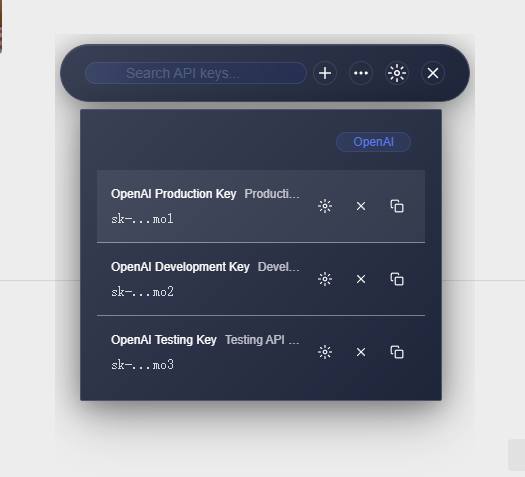 Search API keys...
OpenAI
OpenAI Production Key Producti...
sk-...mo1
OpenAI Development Key Devel...
sk-...mo2
OpenAI Testing Key Testing API ...
sk-...mo3